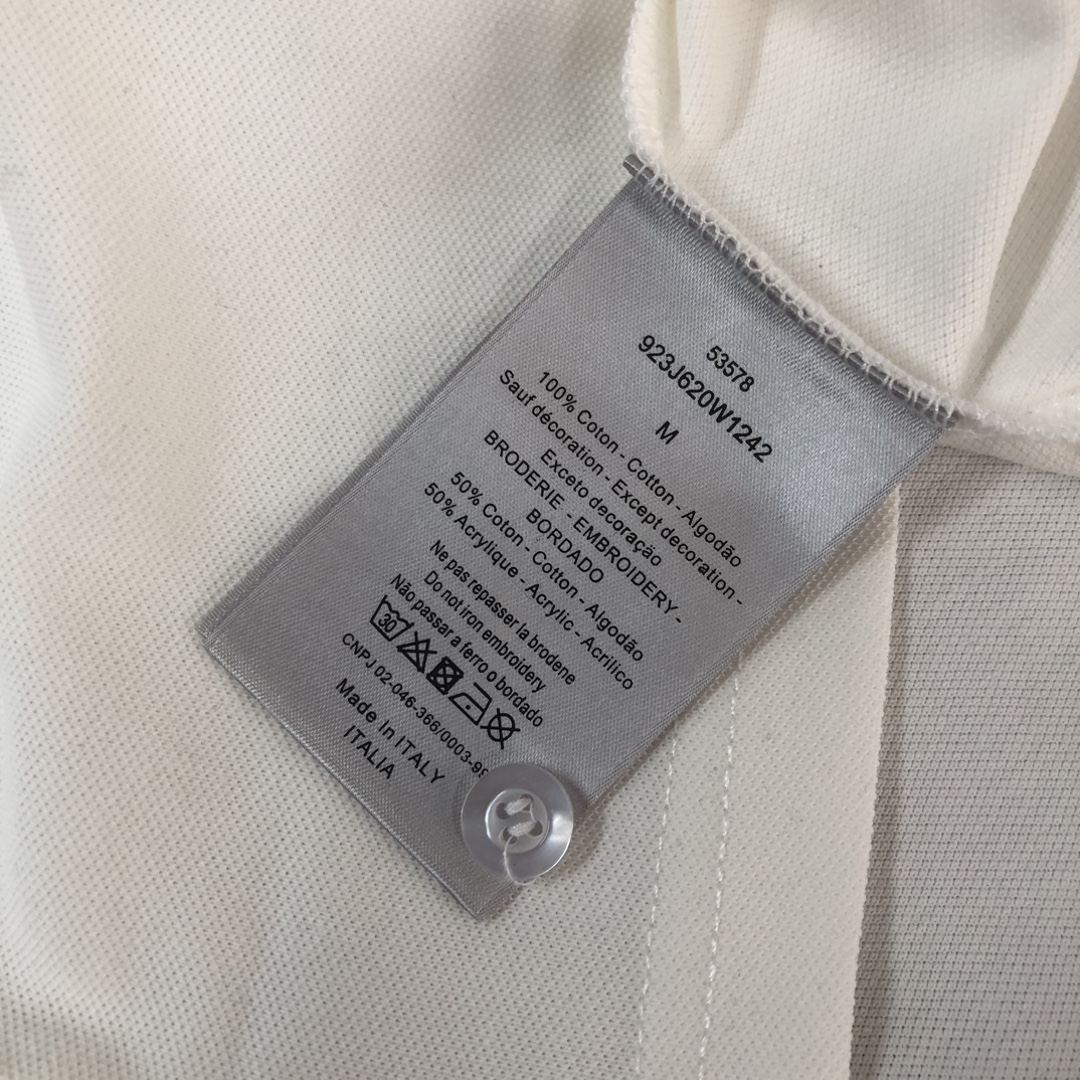 53578
923J620W1242
M
100% Coton - Cotton - Algodão
Sauf décoration - Except decoration -
Exceto decoração
BRODERIE - EMBROIDERY -
BORDADO
50% Coton - Cotton - Algodão
50% Acrylique - Acrylic - Acrilico
Ne pas repasser la brodene
Do not iron embroidery
Não passar a ferro o bordado
30
CNPJ 02-046-366/0003-99
Made In ITALY
ITALIA